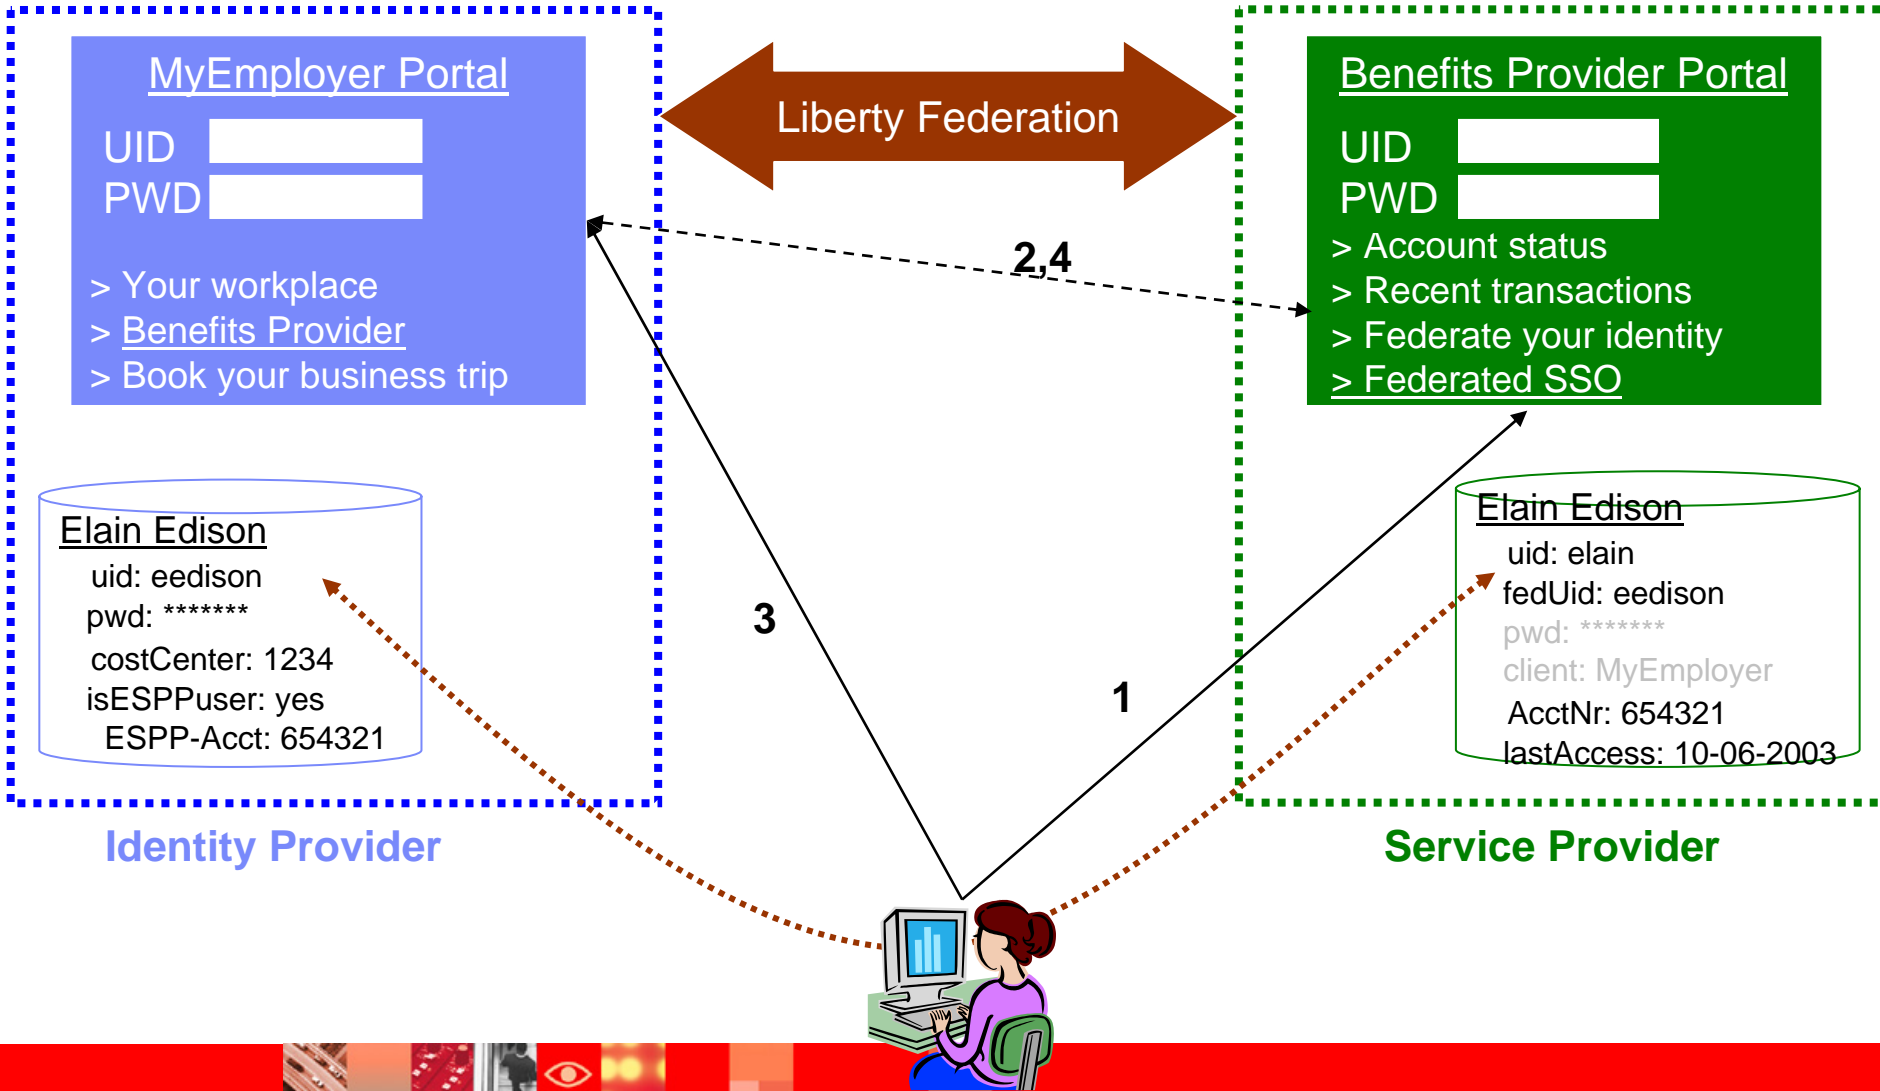 MyEmployer Portal
UID
PWD
> Your workplace
> Benefits Provider
> Book your business trip
Liberty Federation
Benefits Provider Portal
UID
PWD
> Account status
> Recent transactions
> Federate your identity
> Federated SSO
2,4
3
1
Elain Edison
uid: eedison
pwd: *******
costCenter: 1234
isESPPuser: yes
ESPP-Acct: 654321
Elain Edison
uid: elain
fedUid: eedison
pwd: *******
client: MyEmployer
AcctNr: 654321
lastAccess: 10-06-2003
Identity Provider
Service Provider